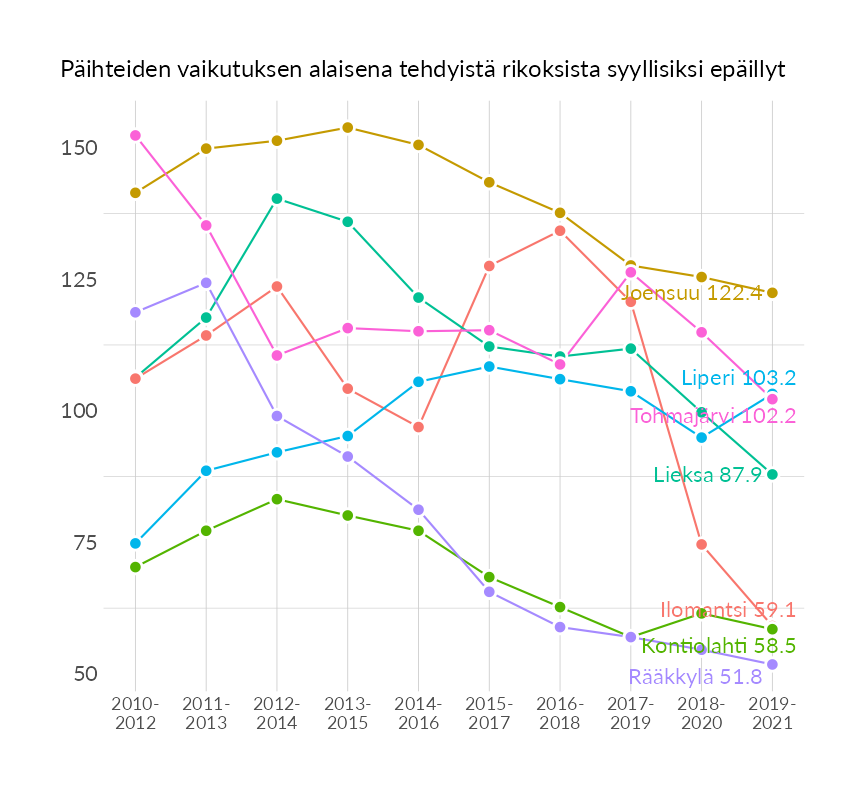 Päihteiden vaikutuksen alaisena tehdyistä rikoksista syyllisiksi epäillyt
150
125
Joensuu 122.4
Liperi 103.2
100
Tohmajärvi 102.2
Lieksa 87.9
75
Ilomantsi 59.1
Kontiolahti 58.5
50
Rääkkylä 51.8
2010- 2011- 2012- 2013- 2014- 2015- 2016- 2017- 2018- 2019-
2012 2013 2014 2015 2016 2017 2018 2019 2020 2021